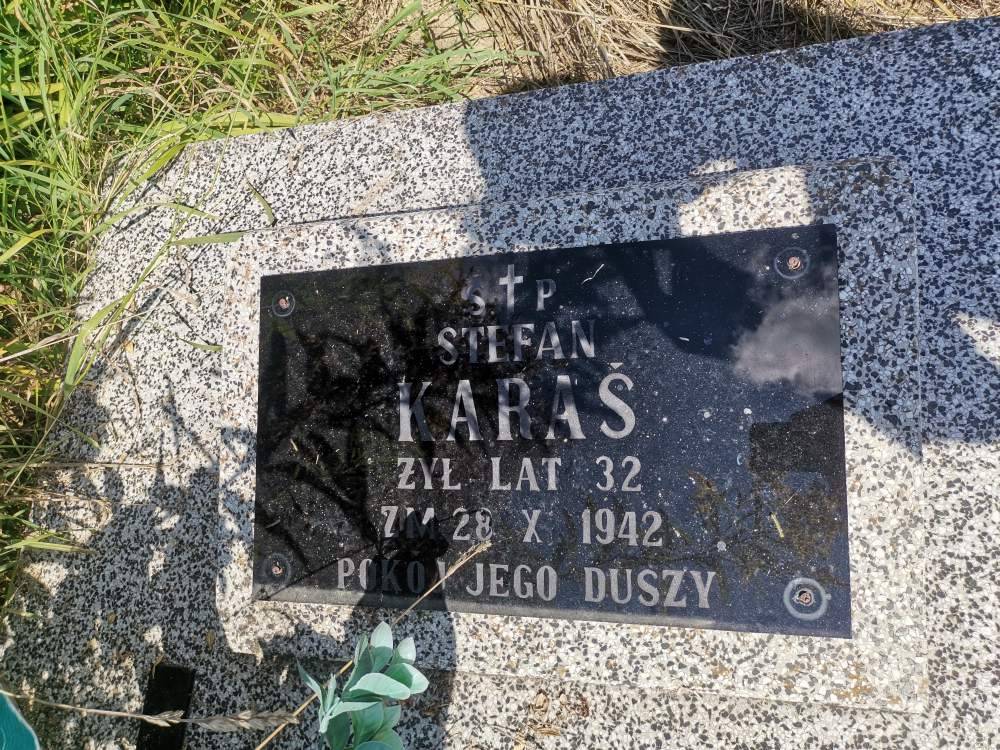 Ś † P
STEFAN
KARAŚ
ŻYŁ LAT 32
ZM 28 X 1942
POKÓJ JEGO DUSZY